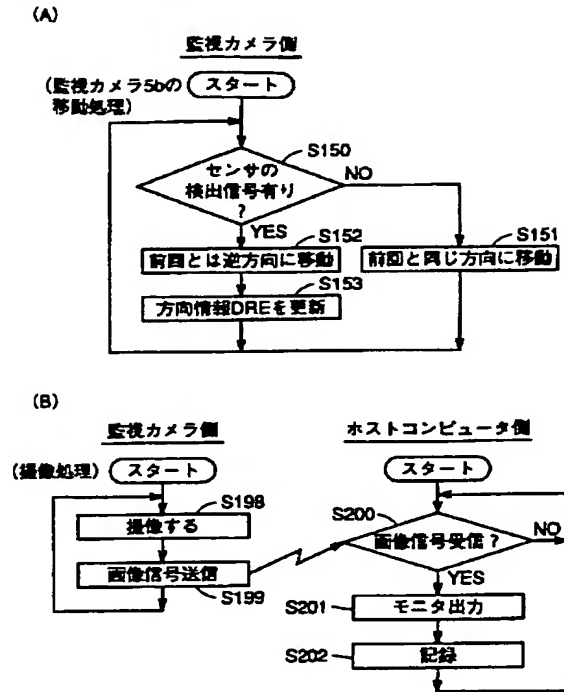 (A)
監視カメラ側
(監視カメラ5bの
移動処理)
スタート
S150
センサの
検出信号有り
?
NO
YES
S152
前回とは逆方向に移動
S151
前回と同じ方向に移動
S153
方向情報DREを更新
(B)
監視カメラ側
ホストコンピュータ側
(撮像処理)
スタート
スタート
S198
撮像する
S200
画像信号受信?
NO
画像信号送信
S199
YES
S201
モニタ出力
S202
記録